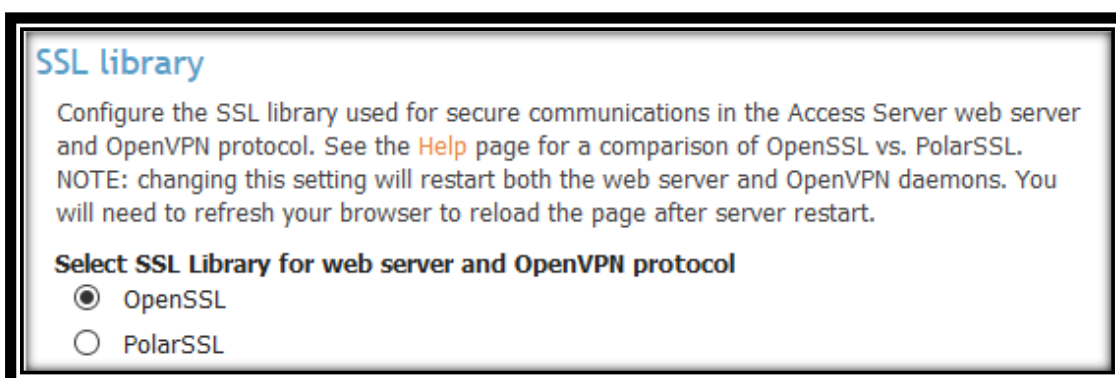 SSL library
Configure the SSL library used for secure communications in the Access Server web server
and OpenVPN protocol. See the Help page for a comparison of OpenSSL vs. PolarSSL.
NOTE: changing this setting will restart both the web server and OpenVPN daemons. You
will need to refresh your browser to reload the page after server restart.
Select SSL Library for web server and OpenVPN protocol
OpenSSL
PolarSSL